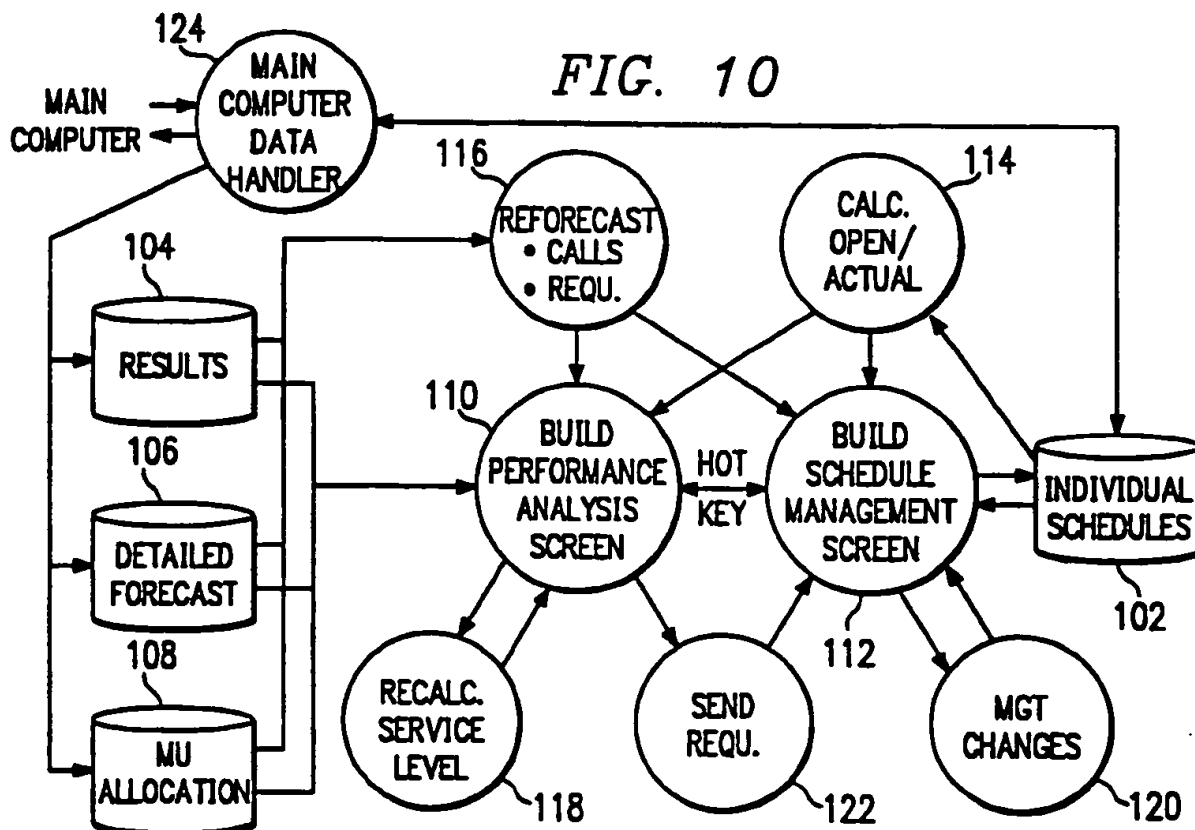 124
MAIN
COMPUTER
DATA
HANDLER
MAIN
COMPUTER
FIG. 10
116
REFORECAST
• CALLS
• REQU.
114
CALC.
OPEN/
ACTUAL
104
RESULTS
106
DETAILED
FORECAST
108
MU
ALLOCATION
110
BUILD
PERFORMANCE
ANALYSIS
SCREEN
HOT
KEY
BUILD
SCHEDULE
MANAGEMENT
SCREEN
112
INDIVIDUAL
SCHEDULES
102
RECALC.
SERVICE
LEVEL
118
SEND
REQU.
122
MGT
CHANGES
120